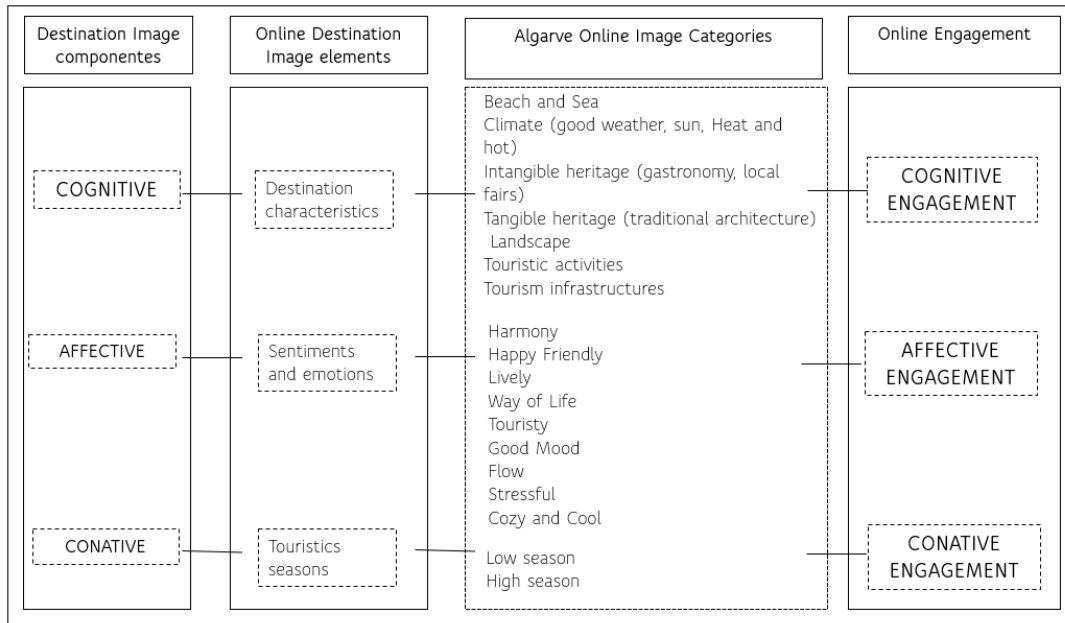 Destination Image
componentes
Online Destination
Image elements
Algarve Online Image Categories
Online Engagement
COGNITIVE
Destination
characteristics
Beach and Sea
Climate (good weather, sun, Heat and
hot)
Intangible heritage (gastronomy, local
fairs)
Tangible heritage (traditional architecture)
Landscape
Touristic activities
Tourism infrastructures
COGNITIVE
ENGAGEMENT
AFFECTIVE
Sentiments
and emotions
Harmony
Happy Friendly
Lively
Way of Life
Touristy
Good Mood
Flow
Stressful
Cozy and Cool
AFFECTIVE
ENGAGEMENT
CONATIVE
Touristics
seasons
Low season
High season
CONATIVE
ENGAGEMENT